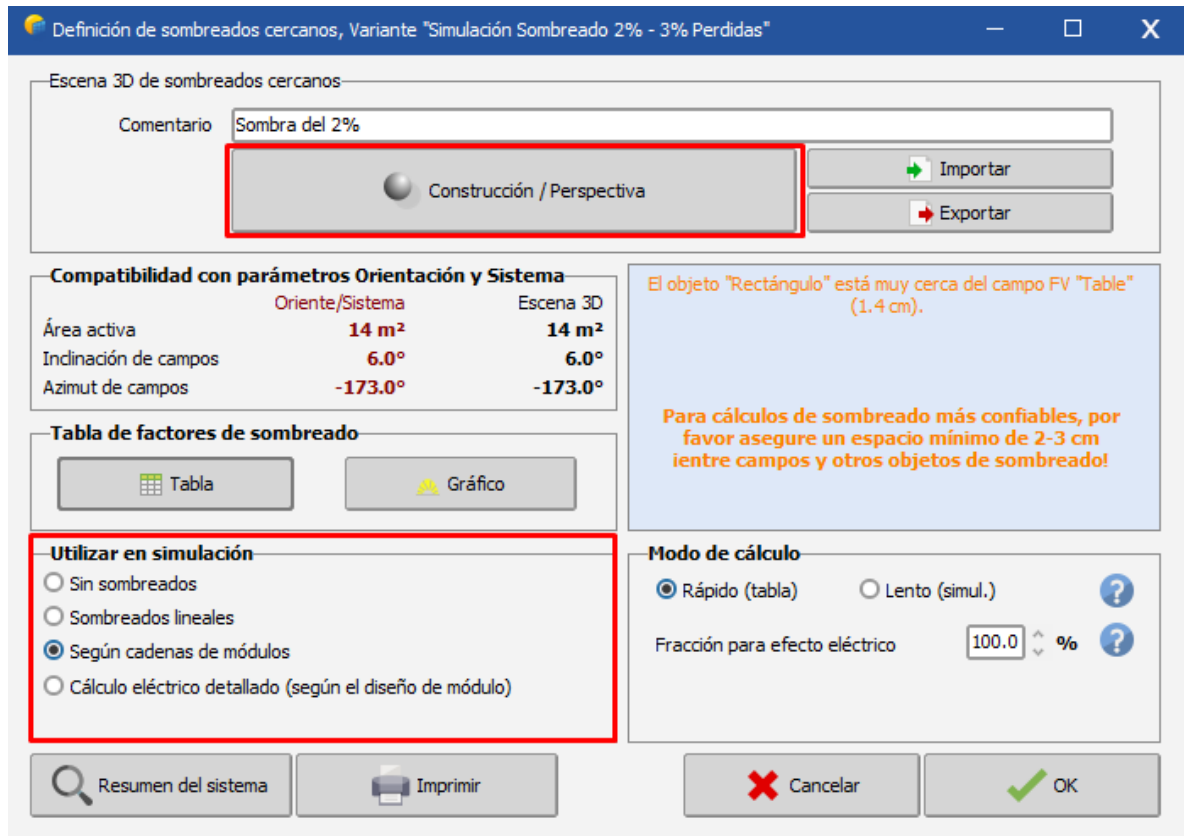 Definición de sombreados cercanos, Variante "Simulación Sombreado 2% - 3% Perdidas"
Escena 3D de sombreados cercanos
Comentario Sombra del 2%
Construcción / Perspectiva
Importar
Exportar
Compatibilidad con parámetros Orientación y Sistema
Oriente/Sistema Escena 3D
Área activa 14 m² 14 m²
Inclinación de campos 6.0° 6.0°
Azimut de campos -173.0° -173.0°
El objeto "Rectángulo" está muy cerca del campo FV "Table"
(1.4 cm).
Para cálculos de sombreado más confiables, por
favor asegure un espacio mínimo de 2-3 cm
ientre campos y otros objetos de sombreado!
Tabla de factores de sombreado
Tabla Gráfico
Utilizar en simulación
Sin sombreados
Sombreados lineales
Según cadenas de módulos
Cálculo eléctrico detallado (según el diseño de módulo)
Modo de cálculo
Rápido (tabla) Lento (simul.) ?
Fracción para efecto eléctrico 100.0 % ?
Resumen del sistema Imprimir Cancelar OK